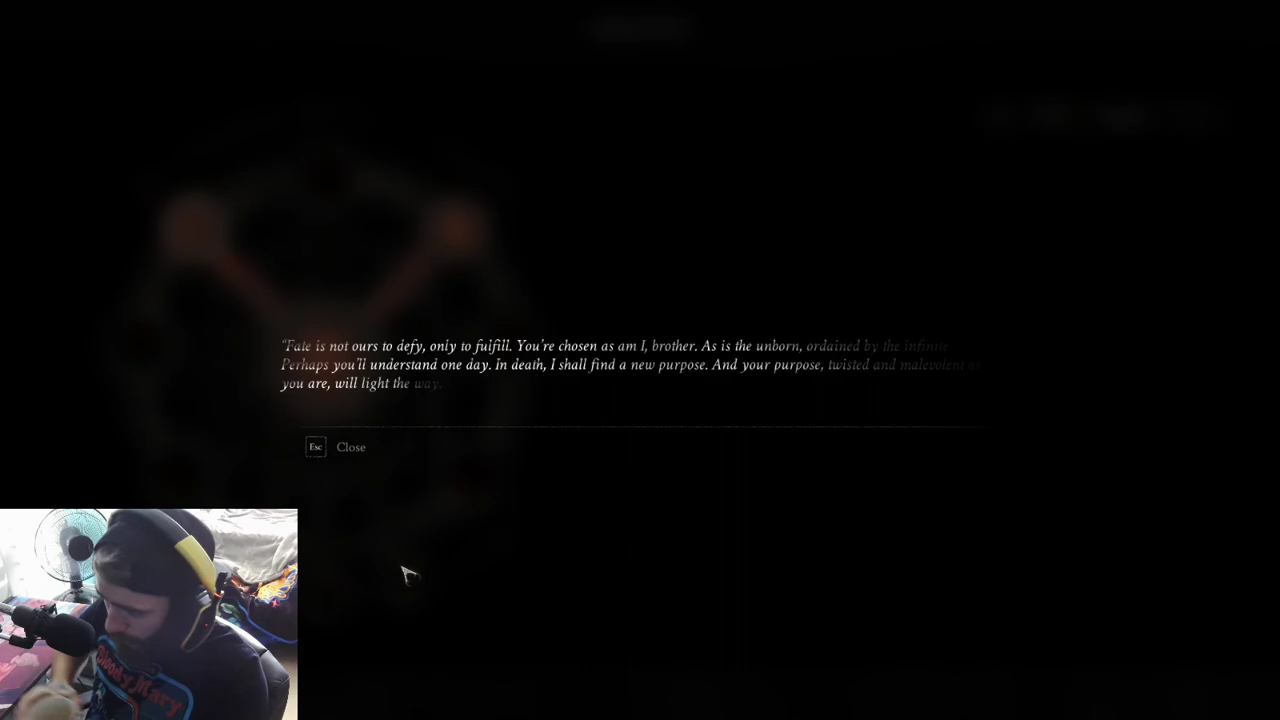 “Fate is not ours to defy, only to fulfill. You’re chosen as am I, brother. As is the unborn, ordained by the infinite
Perhaps you’ll understand one day. In death, I shall find a new purpose. And your purpose, twisted and malevolent as
you are, will light the way.
Esc Close
Bloody Mary